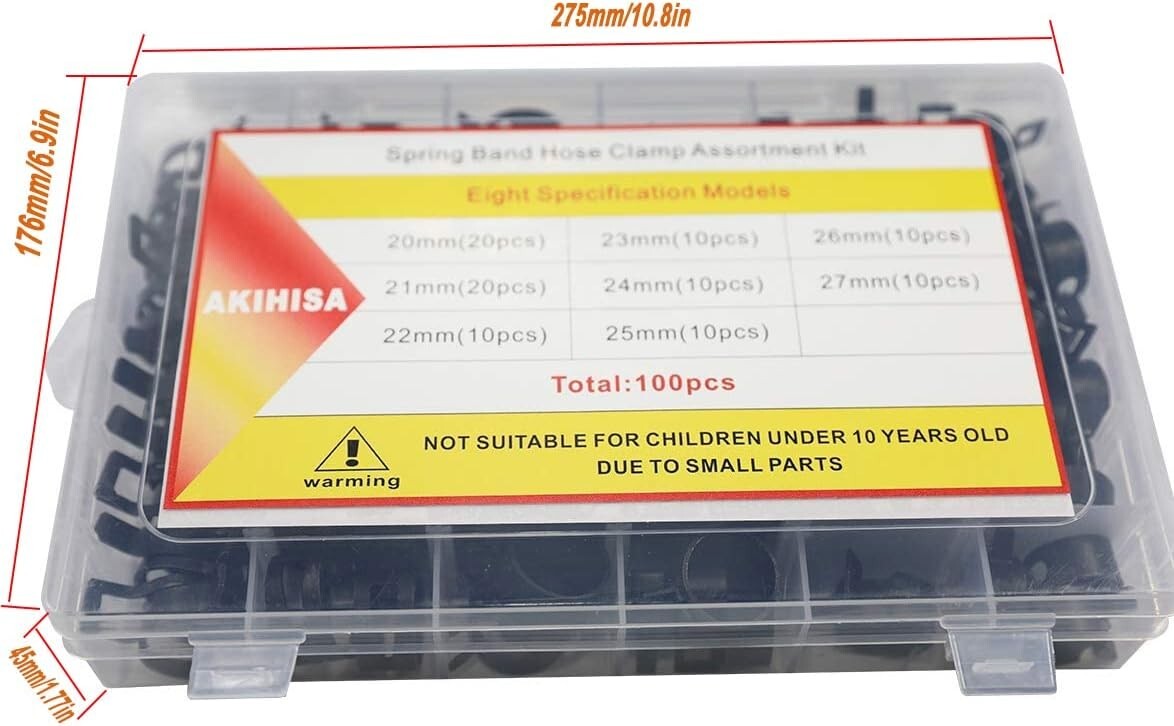 275mm/10.8in
176mm/6.9in
Spring Band Hose Clamp Assortment Kit
Eight Specification Models
20mm(20pcs) 23mm(10pcs) 26mm(10pcs)
21mm(20pcs) 24mm(10pcs) 27mm(10pcs)
AKIHISA
22mm(10pcs) 25mm(10pcs)
Total:100pcs
NOT SUITABLE FOR CHILDREN UNDER 10 YEARS OLD
DUE TO SMALL PARTS
warming
45mm/1.77in